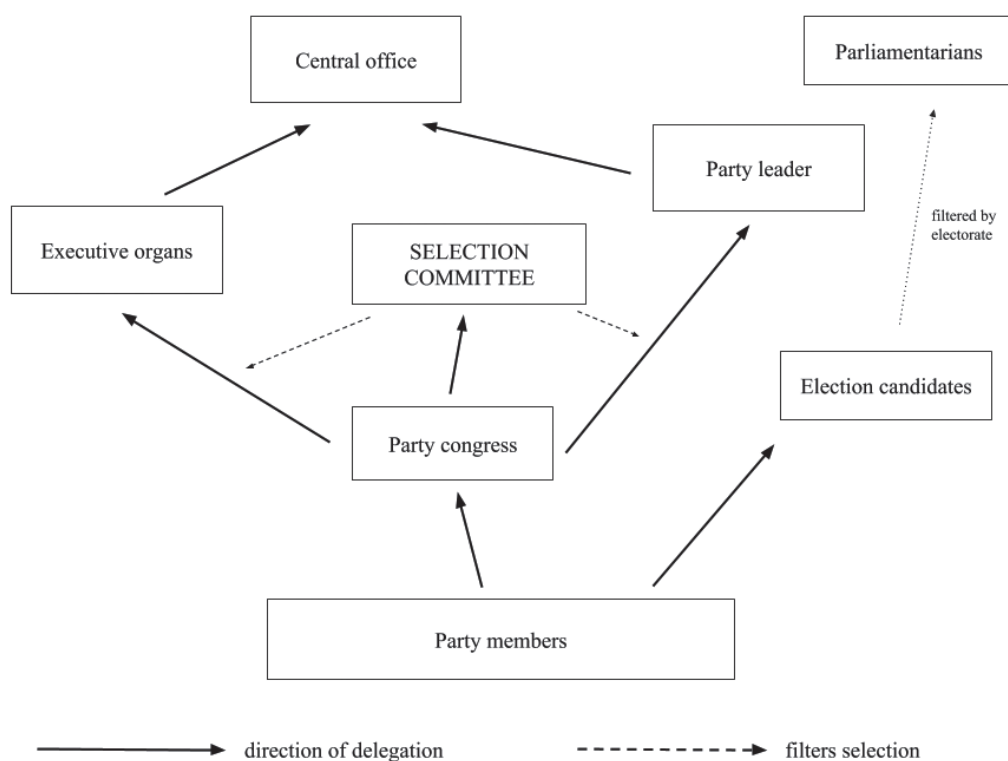 Central office
Parliamentarians
Party leader
Executive organs
SELECTION
COMMITTEE
filtered by
electorate
Election candidates
Party congress
Party members
direction of delegation
filters selection